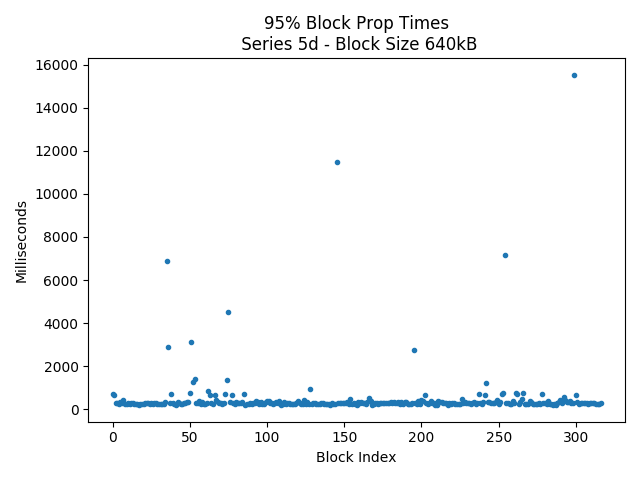 95% Block Prop Times
Series 5d - Block Size 640kB
16000
14000
12000
10000
8000
6000
4000
2000
0
Milliseconds
0 50 100 150 200 250 300
Block Index